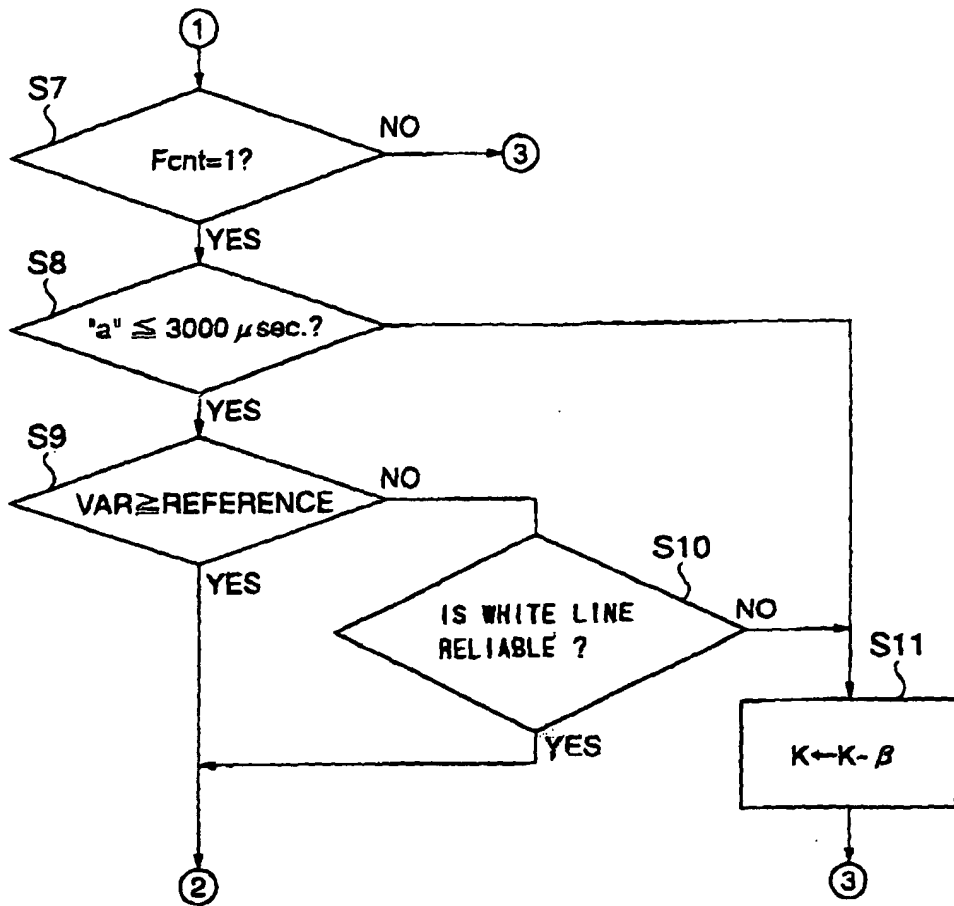 1
S7
Fcnt=1?
NO
3
YES
S8
"a" ≦ 3000 μsec.?
YES
S9
VAR≧REFERENCE
NO
YES
S10
IS WHITE LINE
RELIABLE ?
NO
YES
S11
K←K-β
2
3